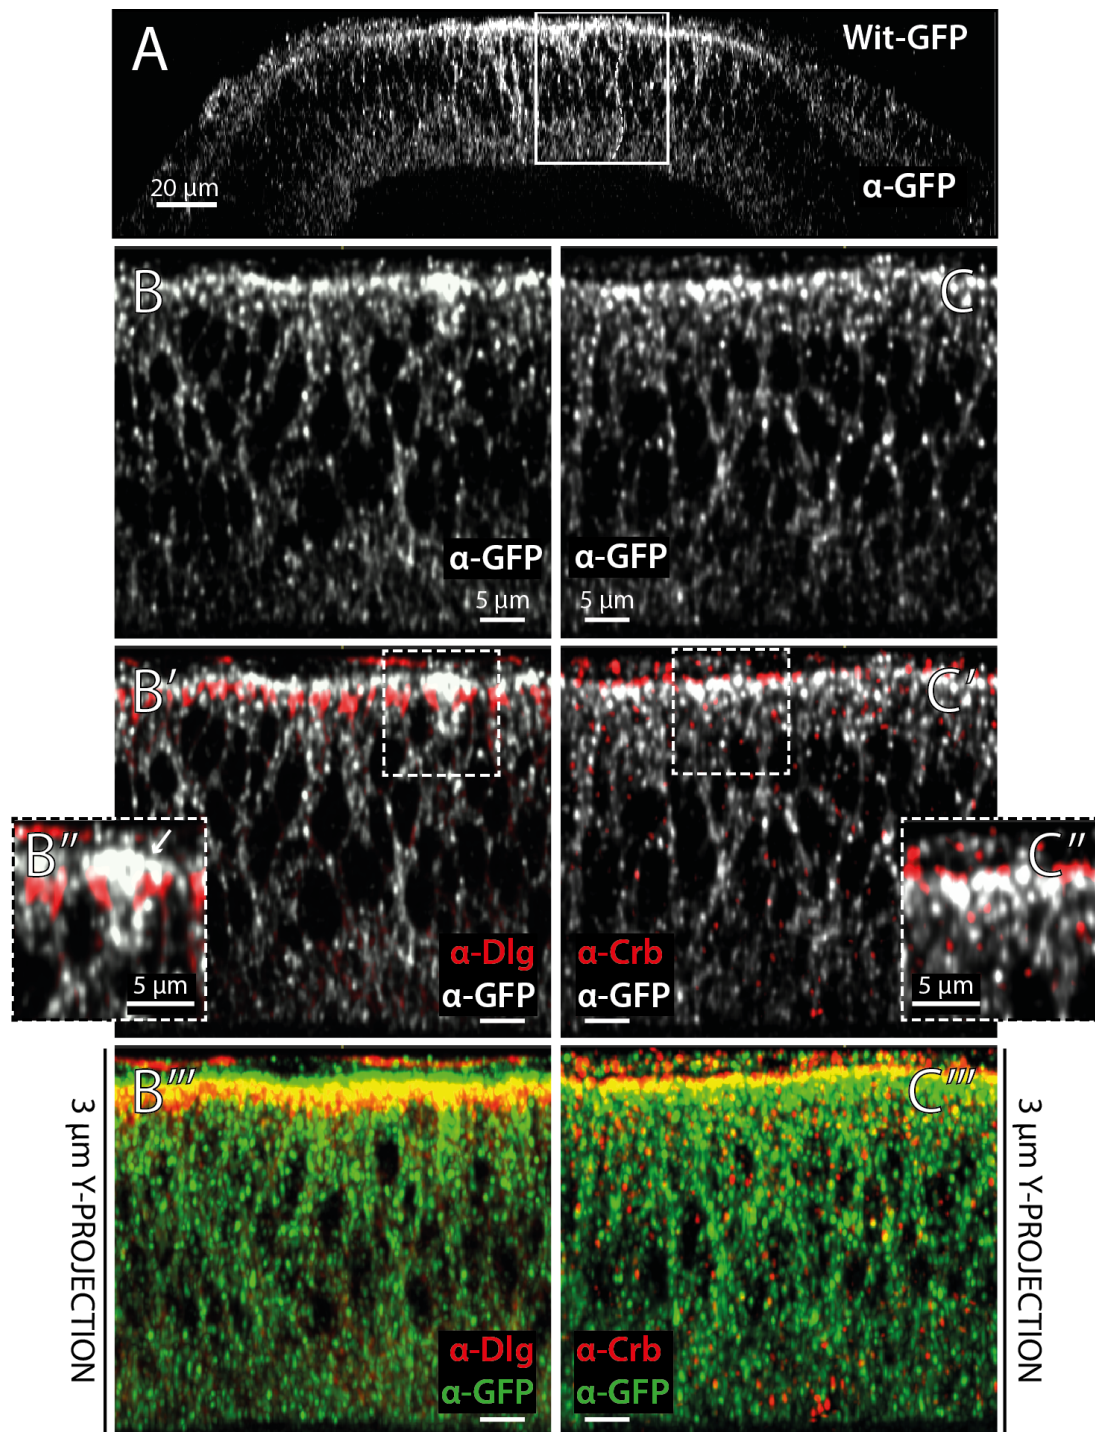 A
Wit-GFP
α-GFP
20 µm
B
α-GFP
5 µm
C
α-GFP
5 µm
B′
α-Dlg
α-GFP
C′
α-Crb
α-GFP
B″
5 µm
C″
5 µm
B‴
α-Dlg
α-GFP
C‴
α-Crb
α-GFP
3 µm Y-PROJECTION
3 µm Y-PROJECTION